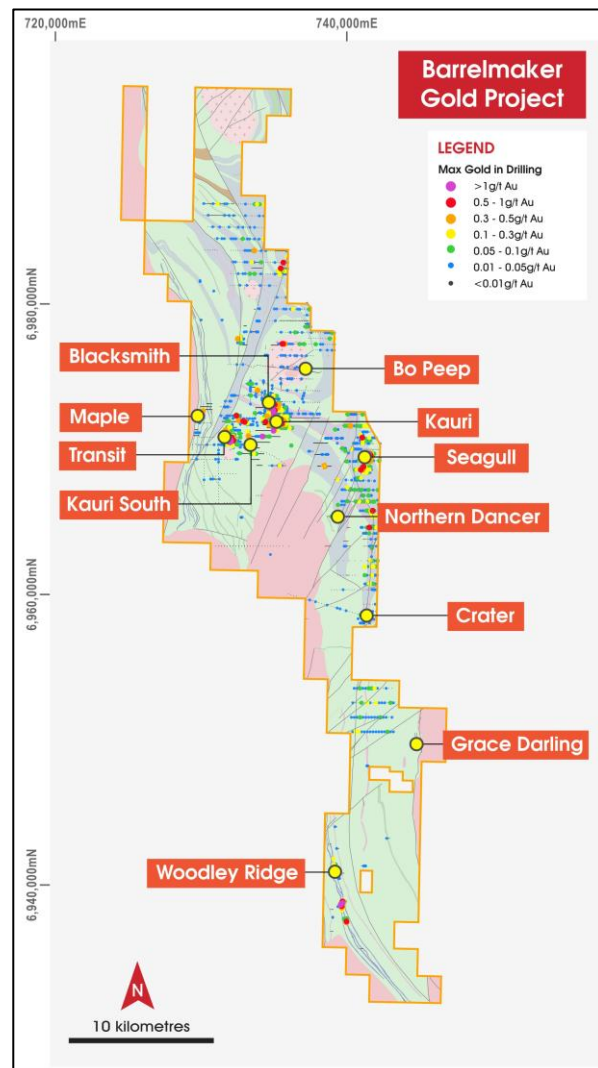 720,000mE
740,000mE
Barrelmaker
Gold Project
LEGEND
Max Gold in Drilling
>1g/t Au
0.5 - 1g/t Au
0.3 - 0.5g/t Au
0.1 - 0.3g/t Au
0.05 - 0.1g/t Au
0.01 - 0.05g/t Au
<0.01g/t Au
6,980,000mN
Blacksmith
Bo Peep
Maple
Kauri
Transit
Seagull
Kauri South
Northern Dancer
6,960,000mN
Crater
Grace Darling
Woodley Ridge
6,940,000mN
N
10 kilometres